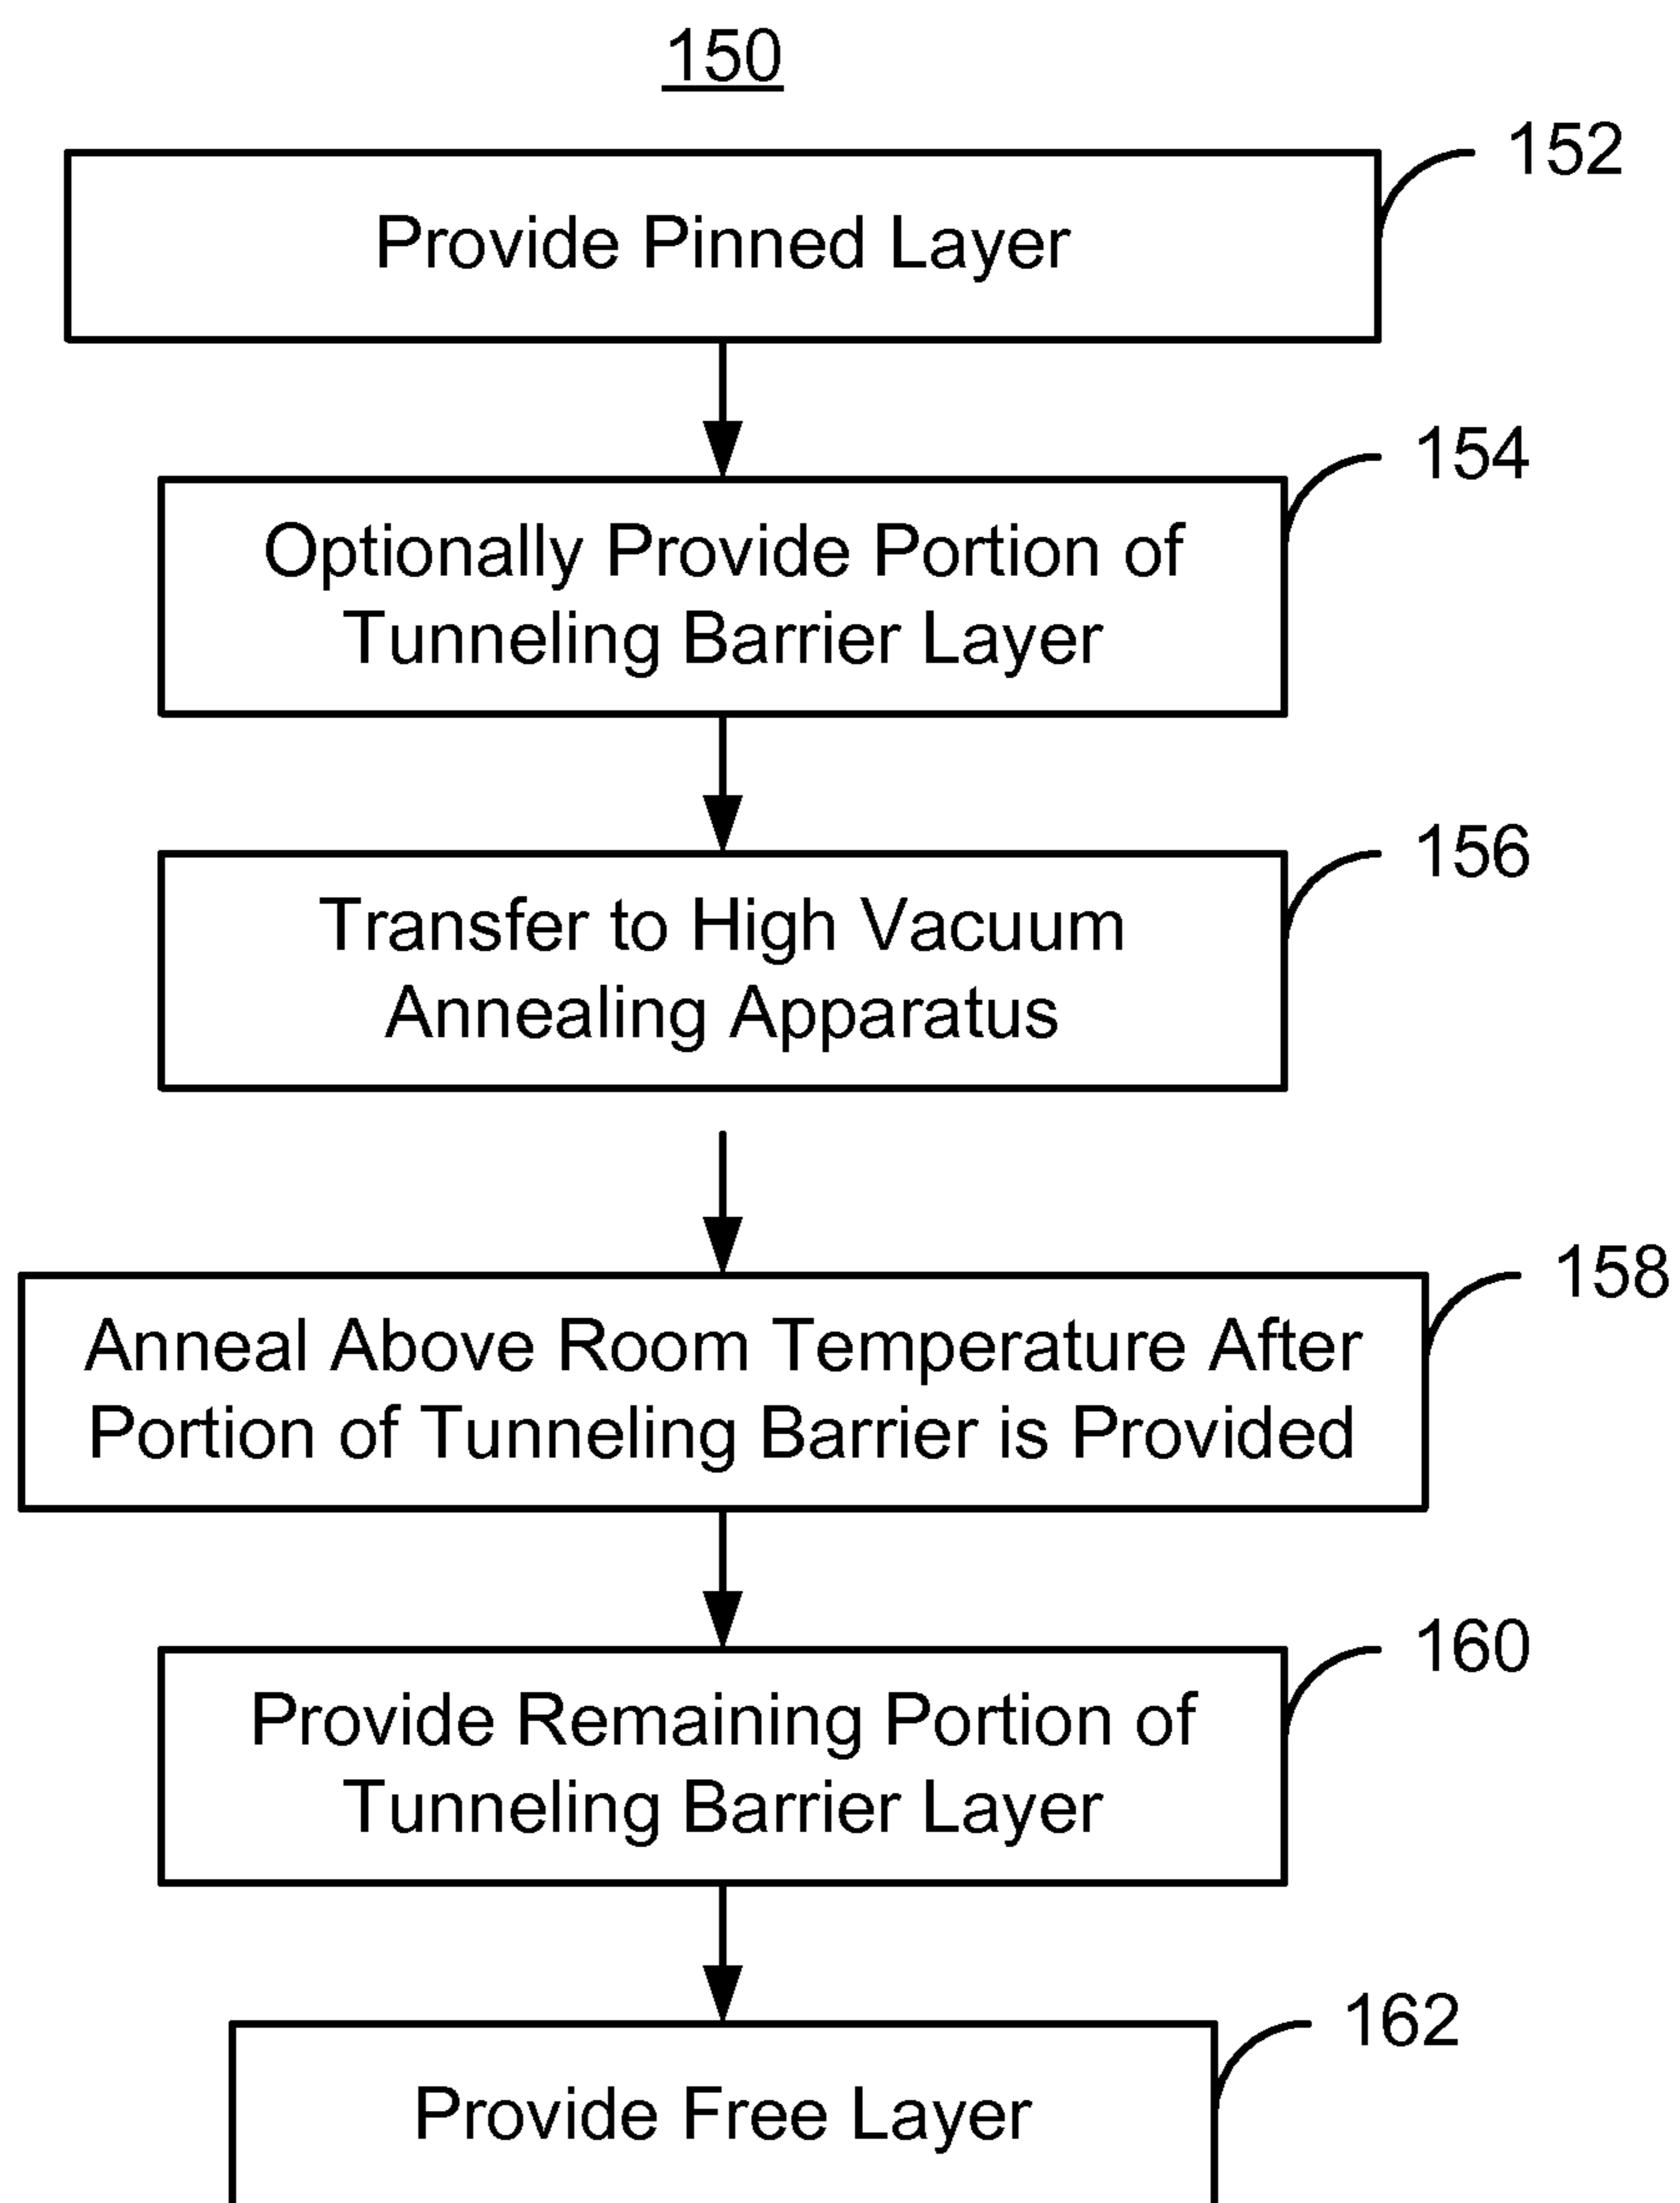 150
152
Provide Pinned Layer
154
Optionally Provide Portion of
Tunneling Barrier Layer
156
Transfer to High Vacuum
Annealing Apparatus
158
Anneal Above Room Temperature After
Portion of Tunneling Barrier is Provided
160
Provide Remaining Portion of
Tunneling Barrier Layer
162
Provide Free Layer